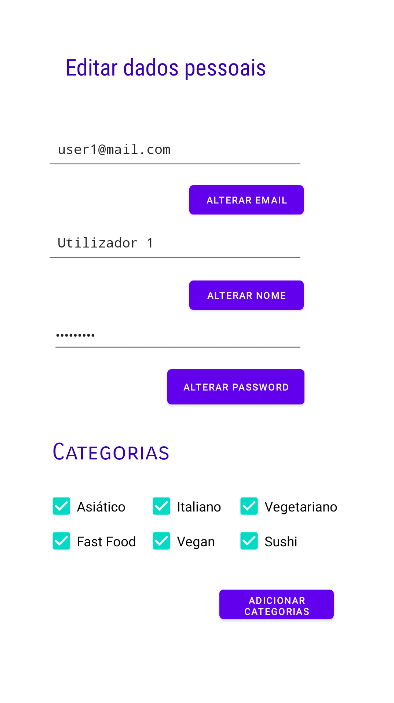 Editar dados pessoais
user1@mail.com
ALTERAR EMAIL
Utilizador 1
ALTERAR NOME
•••••••••
ALTERAR PASSWORD
CATEGORIAS
Asiático Italiano Vegetariano
Fast Food Vegan Sushi
ADICIONAR
CATEGORIAS